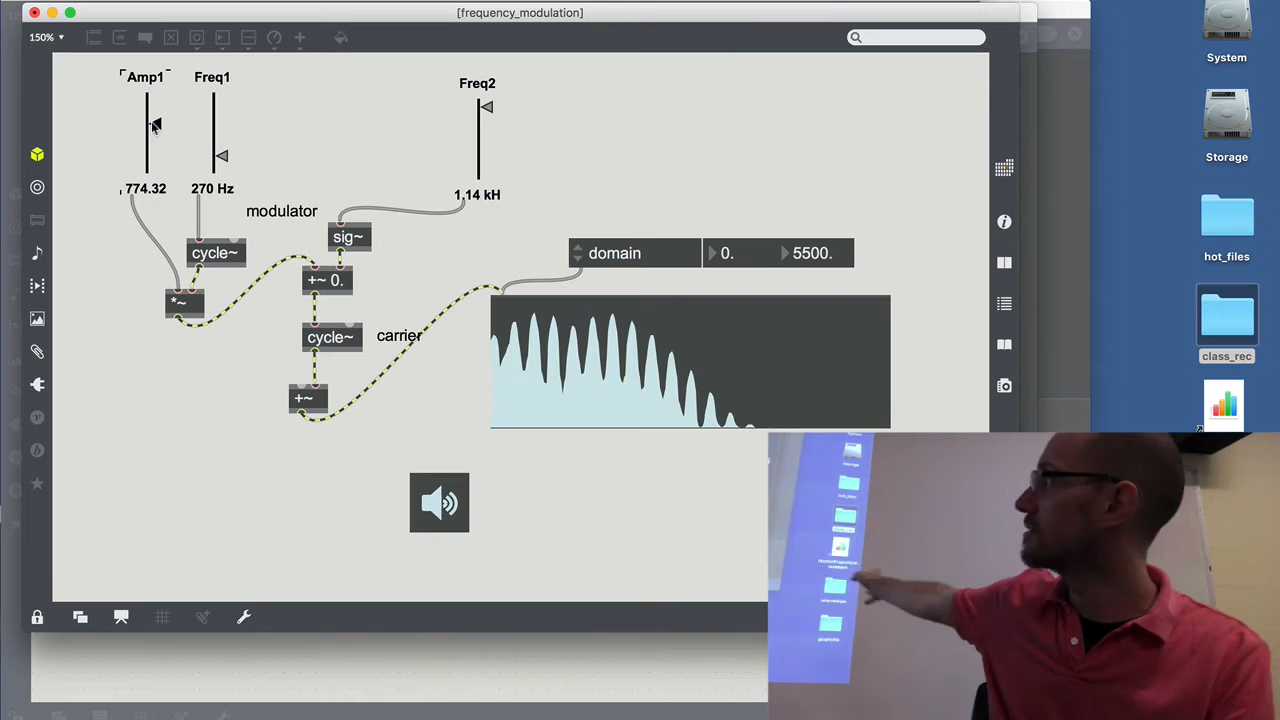 [frequency_modulation]
150%
Amp1
Freq1
Freq2
774.32
270 Hz
1.14 kH
modulator
sig~
cycle~
+~ 0.
*~
domain
0.
5500.
cycle~
carrier
+~
System
Storage
hot_files
class_rec